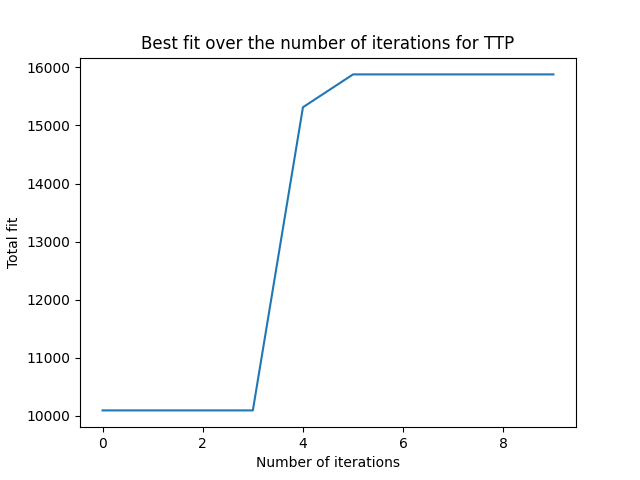 Best fit over the number of iterations for TTP
16000
15000
14000
13000
12000
11000
10000
Total fit
0 2 4 6 8
Number of iterations